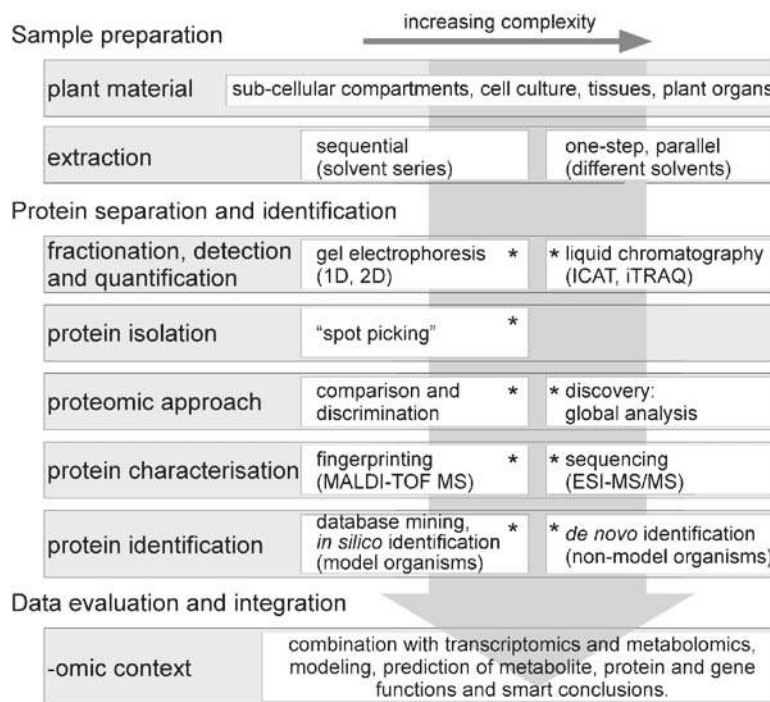 increasing complexity
Sample preparation
plant material
sub-cellular compartments, cell culture, tissues, plant organs
extraction
sequential
(solvent series)
one-step, parallel
(different solvents)
Protein separation and identification
fractionation, detection
and quantification
gel electrophoresis *
(1D, 2D)
* liquid chromatography
(ICAT, iTRAQ)
protein isolation
“spot picking” *
proteomic approach
comparison and *
discrimination
* discovery:
global analysis
protein characterisation
fingerprinting *
(MALDI-TOF MS)
* sequencing
(ESI-MS/MS)
protein identification
database mining, *
in silico identification
(model organisms)
* de novo identification
(non-model organisms)
Data evaluation and integration
-omic context
combination with transcriptomics and metabolomics,
modeling, prediction of metabolite, protein and gene
functions and smart conclusions.